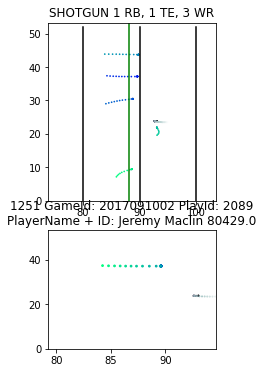 SHOTGUN 1 RB, 1 TE, 3 WR
50
40
30
20
10
0
80 90 100
1251 GameId: 2017091002 PlayId: 2089
PlayerName + ID: Jeremy Maclin 80429.0
40
20
0
80 85 90